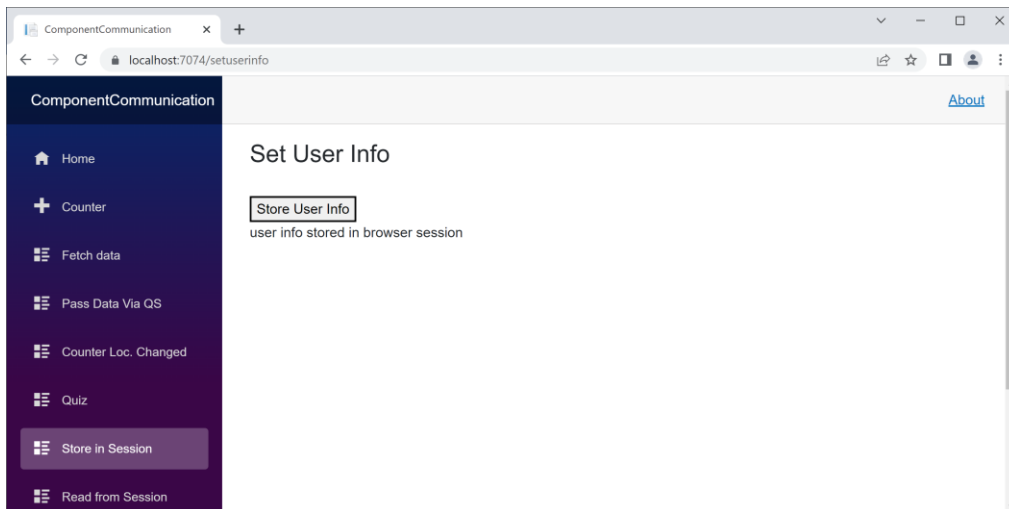 ComponentCommunication
localhost:7074/setuserinfo
ComponentCommunication
About
Home
Counter
Fetch data
Pass Data Via QS
Counter Loc. Changed
Quiz
Store in Session
Read from Session
Set User Info
Store User Info
user info stored in browser session